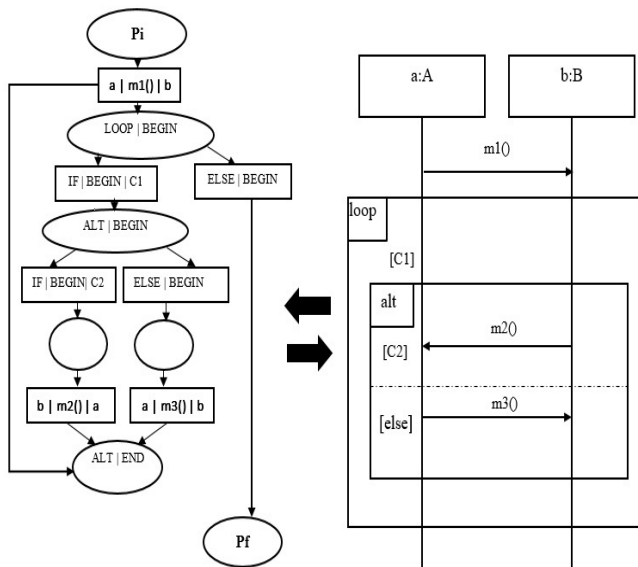 Pi
a | m1() | b
LOOP | BEGIN
IF | BEGIN | C1
ELSE | BEGIN
ALT | BEGIN
IF | BEGIN| C2
ELSE | BEGIN
b | m2() | a
a | m3() | b
ALT | END
Pf
a:A
b:B
m1()
loop
[C1]
alt
m2()
[C2]
m3()
[else]